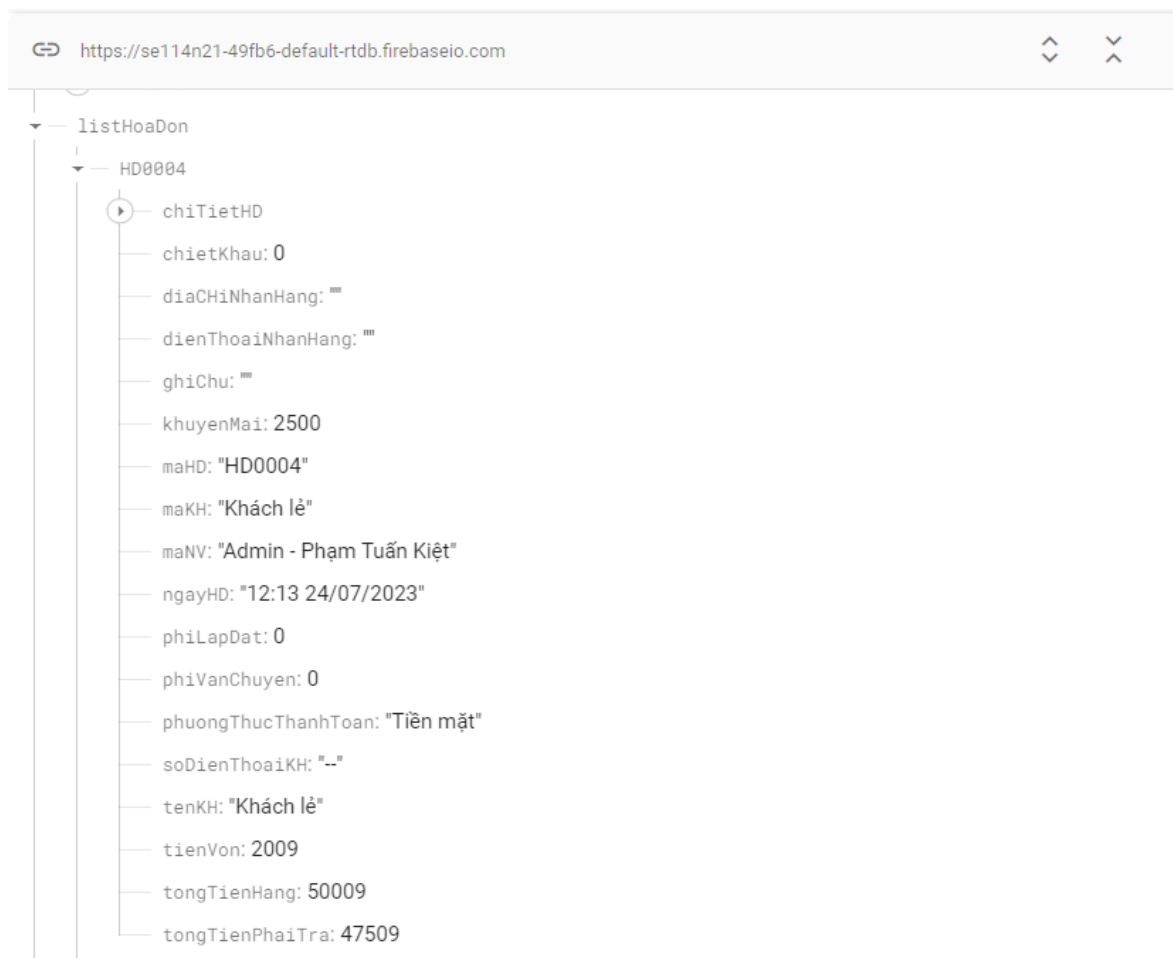 https://se114n21-49fb6-default-rtdb.firebaseio.com
listHoaDon
HD0004
chiTietHD
chietKhau: 0
diaCHiNhanHang: ""
dienThoaiNhanHang: ""
ghiChu: ""
khuyenMai: 2500
maHD: "HD0004"
maKH: "Khách lẻ"
maNV: "Admin - Phạm Tuấn Kiệt"
ngayHD: "12:13 24/07/2023"
phiLapDat: 0
phiVanChuyen: 0
phuongThucThanhToan: "Tiền mặt"
soDienThoaiKH: "--"
tenKH: "Khách lẻ"
tienVon: 2009
tongTienHang: 50009
tongTienPhaiTra: 47509